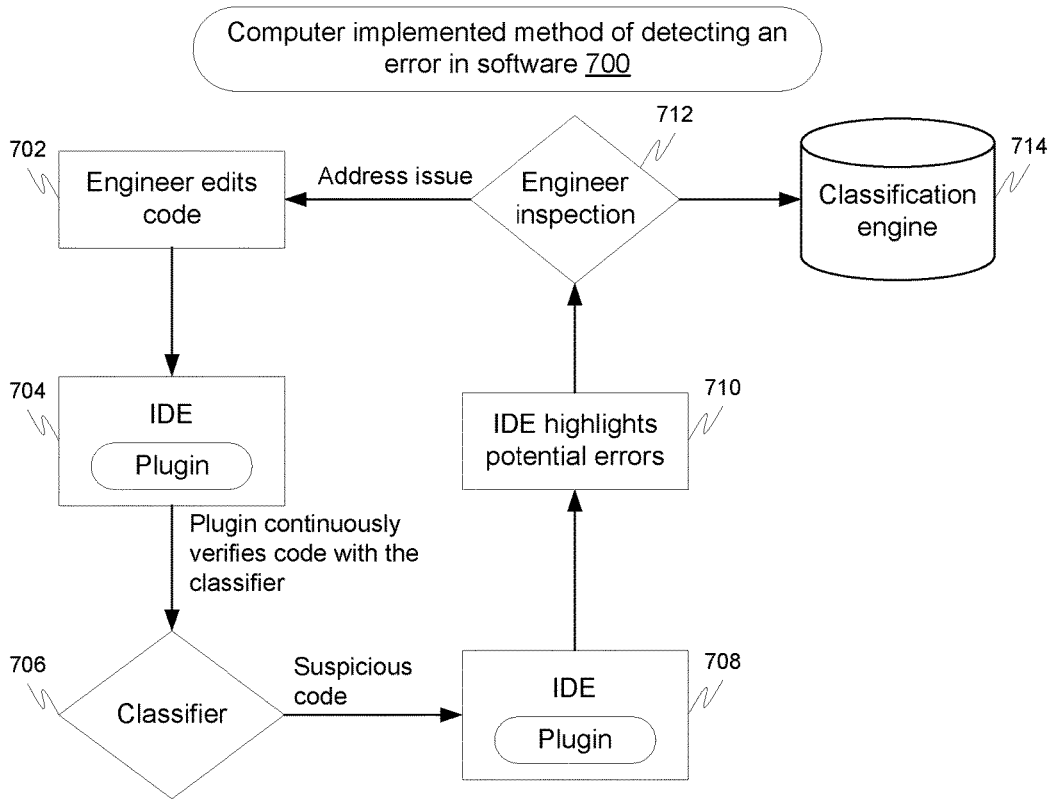 Computer implemented method of detecting an
error in software 700
712
702
714
Engineer edits
code
Address issue
Engineer
inspection
Classification
engine
704
IDE
Plugin
710
IDE highlights
potential errors
Plugin continuously
verifies code with the
classifier
706
Classifier
Suspicious
code
708
IDE
Plugin